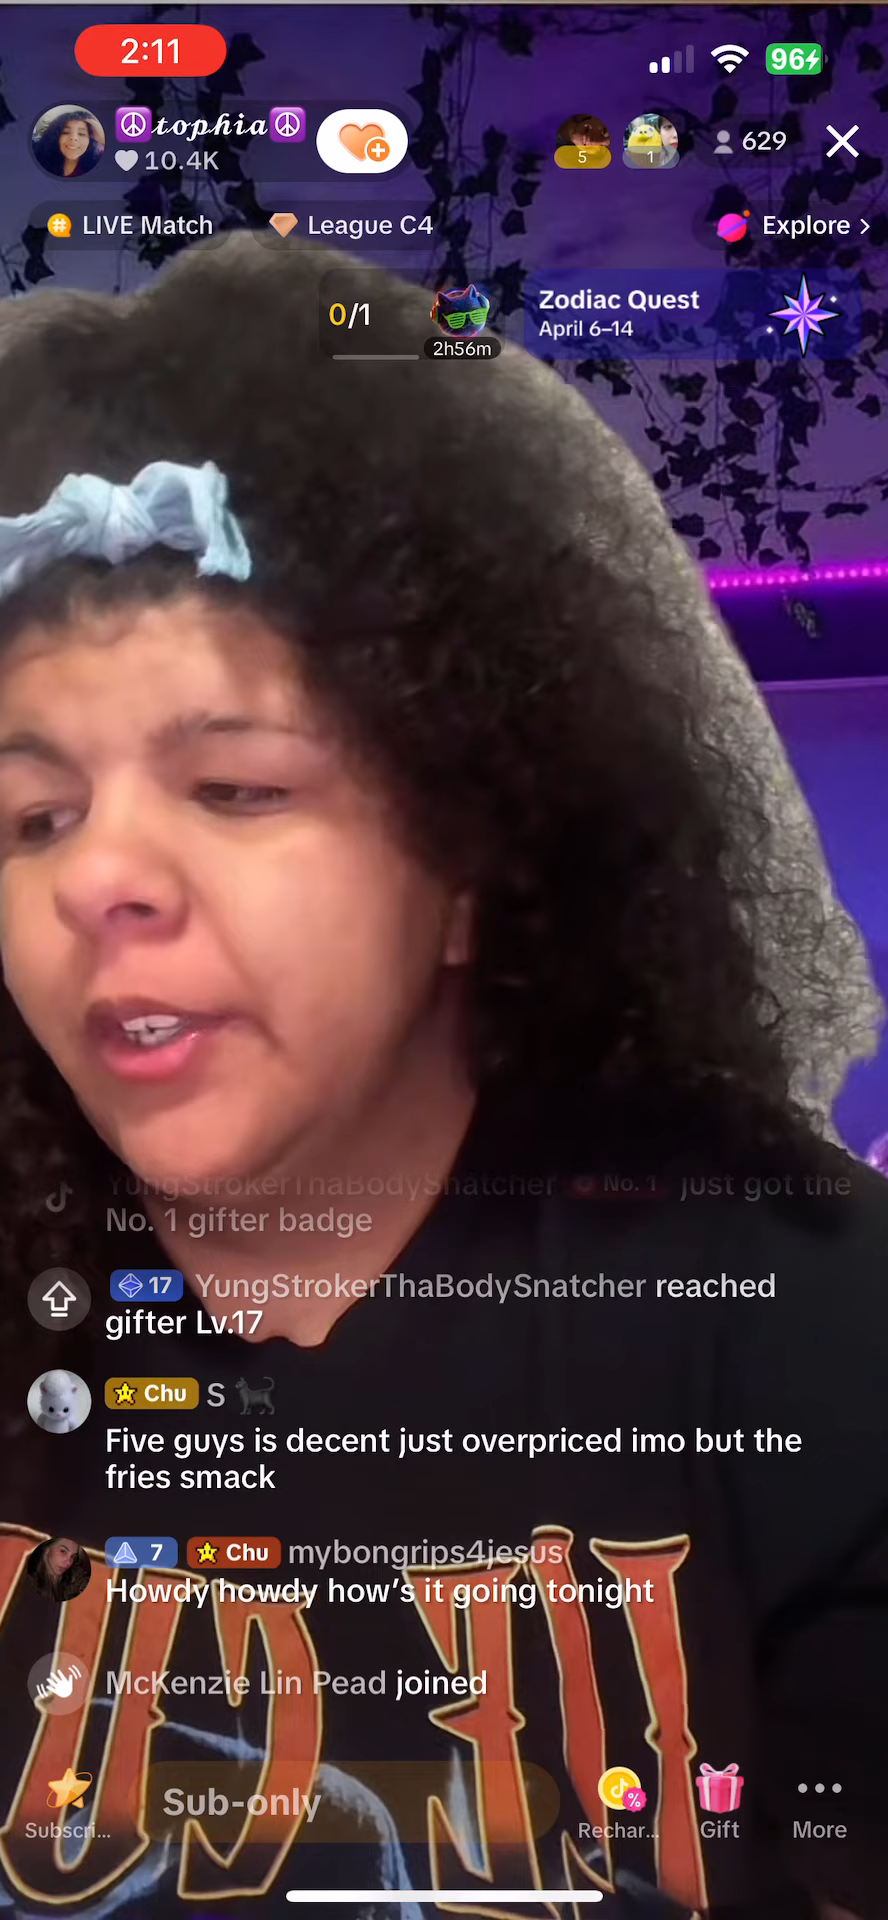 2:11
96
☮️tophia☮️
10.4K
5
1
629
LIVE Match
League C4
Explore >
0/1
2h56m
Zodiac Quest
April 6–14
YungStrokerThaBodySnatcher No. 1 just got the
No. 1 gifter badge
17 YungStrokerThaBodySnatcher reached
gifter Lv.17
Chu S 🐈‍⬛
Five guys is decent just overpriced imo but the
fries smack
7 Chu mybongrips4jesus
Howdy howdy how's it going tonight
McKenzie Lin Pead joined
Sub-only
Subscri...
Rechar...
Gift
More